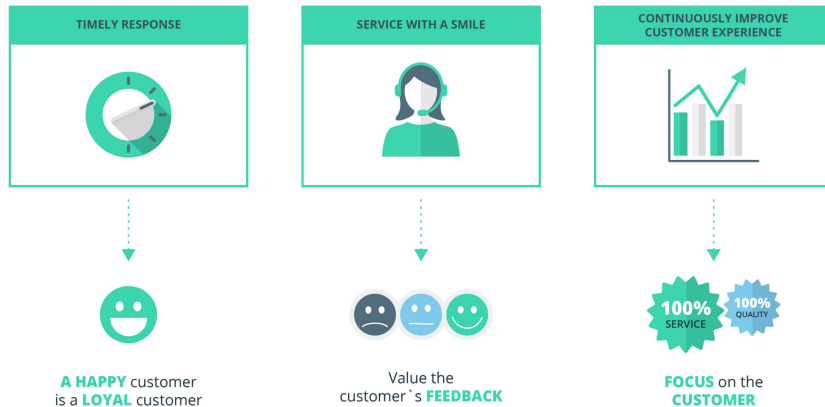 TIMELY RESPONSE
SERVICE WITH A SMILE
CONTINUOUSLY IMPROVE
CUSTOMER EXPERIENCE
100%
SERVICE
100%
QUALITY
A HAPPY customer
is a LOYAL customer
Value the
customer`s FEEDBACK
FOCUS on the
CUSTOMER